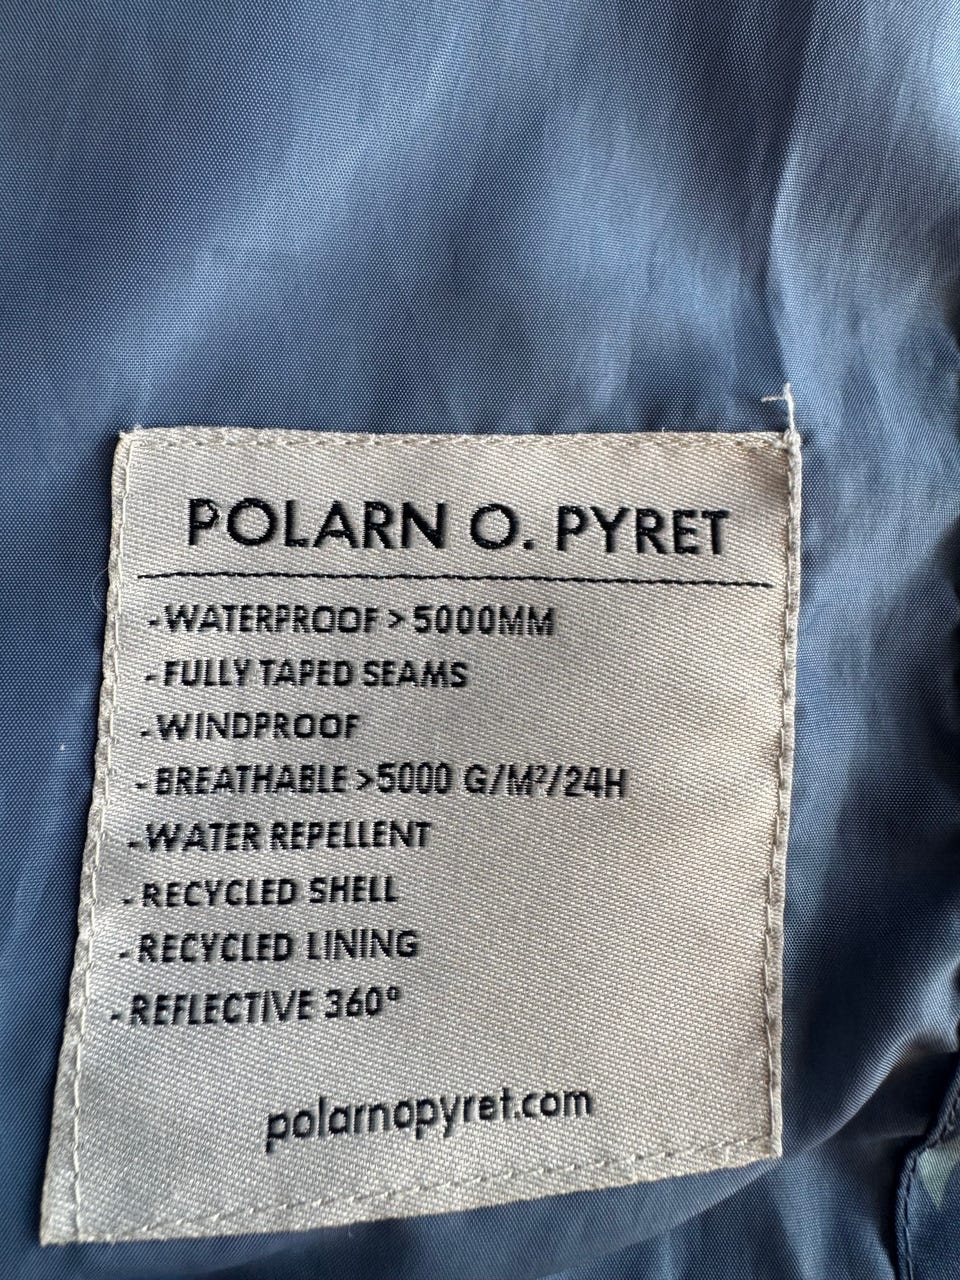 POLARN O. PYRET
-WATERPROOF > 5000MM
-FULLY TAPED SEAMS
-WINDPROOF
-BREATHABLE >5000 G/M²/24H
-WATER REPELLENT
-RECYCLED SHELL
-RECYCLED LINING
-REFLECTIVE 360°
polarnopyret.com